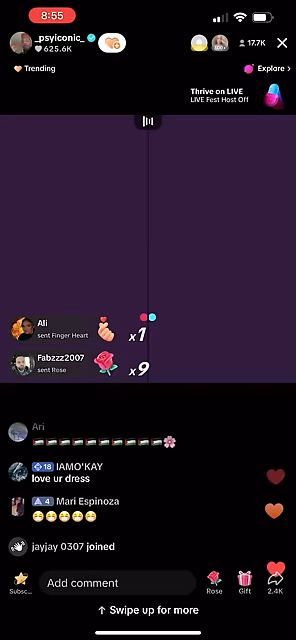 8:55
_psyiconic_
625.6K
17.7K
Trending
Explore >
Thrive on LIVE
LIVE Fest Host Off
Ali
sent Finger Heart
x1
Fabzzz2007
sent Rose
x9
Ari
18 IAMO'KAY
love ur dress
4 Mari Espinoza
jayjay 0307 joined
Subsc...
Add comment
Rose
Gift
2.4K
↑ Swipe up for more